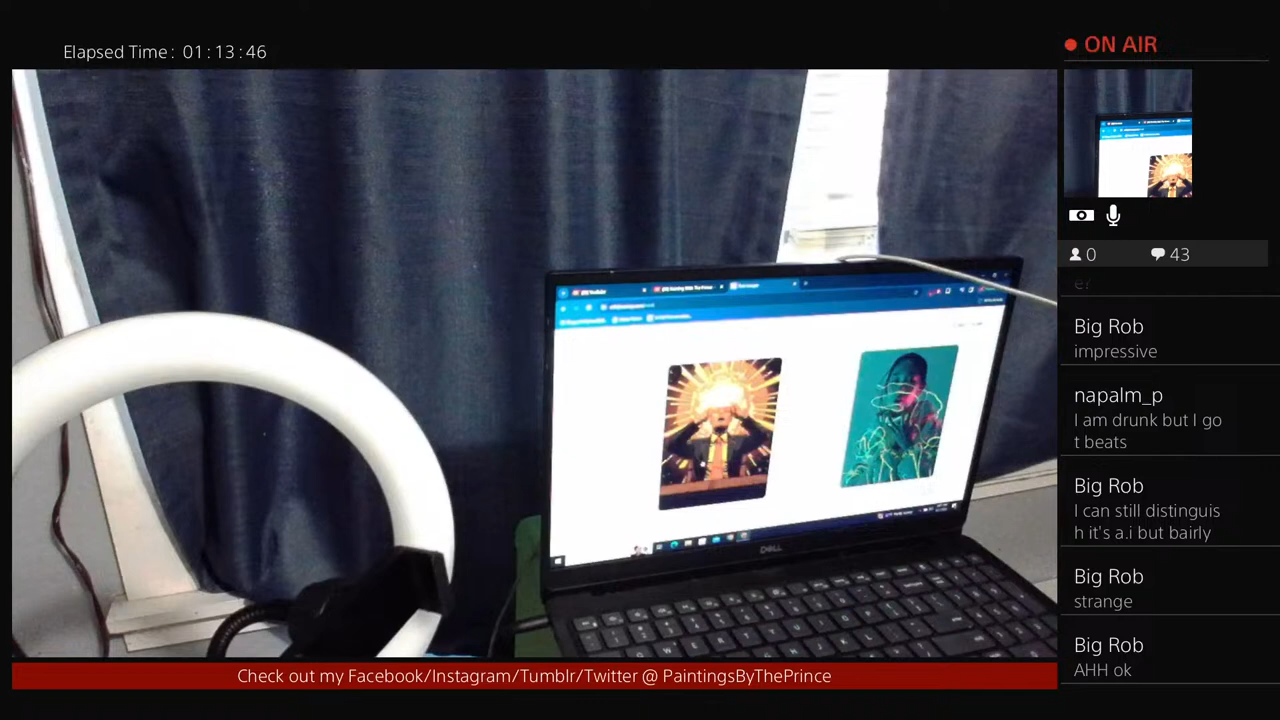 Elapsed Time: 01:13:46
ON AIR
0 43
Big Rob
impressive
napalm_p
I am drunk but I go
t beats
Big Rob
I can still distinguis
h it's a.i but bairly
Big Rob
strange
Big Rob
AHH ok
YouTube
DELL
Check out my Facebook/Instagram/Tumblr/Twitter @ PaintingsByThePrince